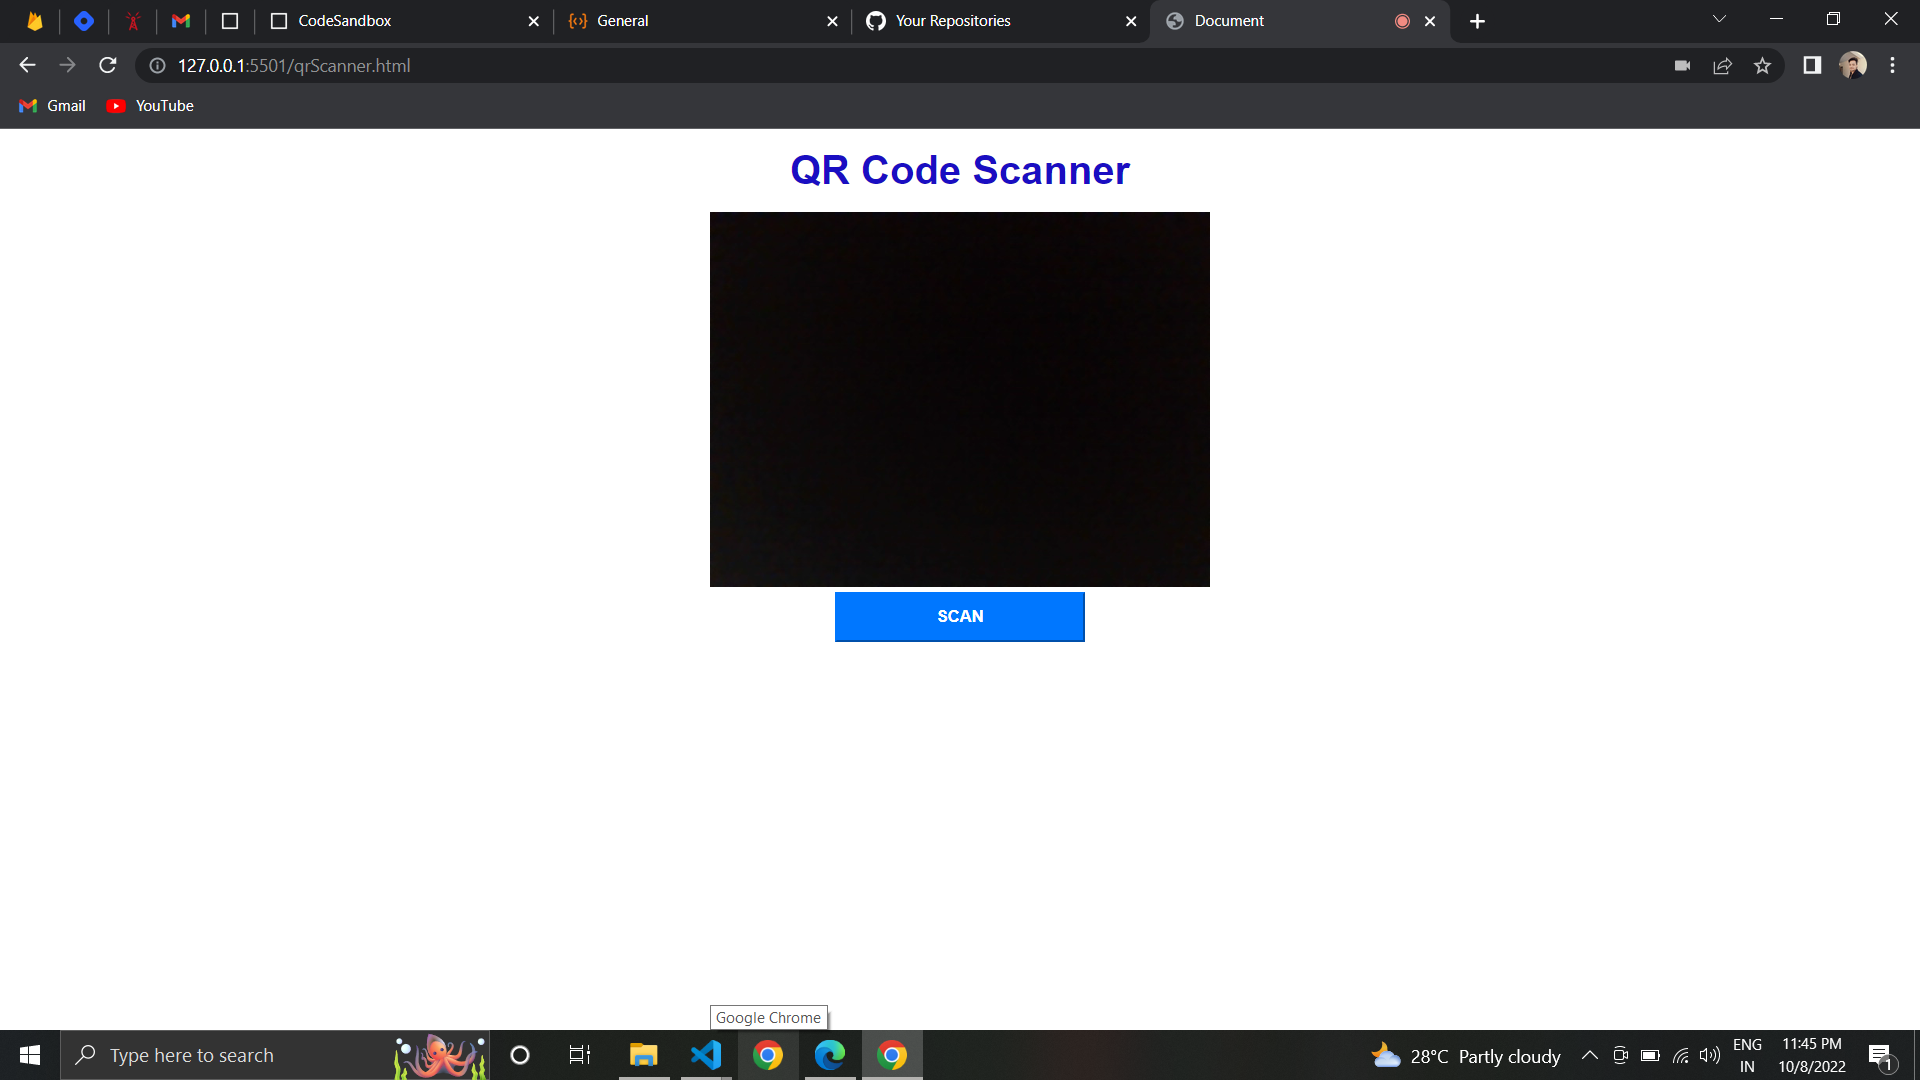 CodeSandbox
General
Your Repositories
Document
127.0.0.1:5501/qrScanner.html
Gmail
YouTube
QR Code Scanner
SCAN
Google Chrome
Type here to search
28°C Partly cloudy
ENG
IN
11:45 PM
10/8/2022
1